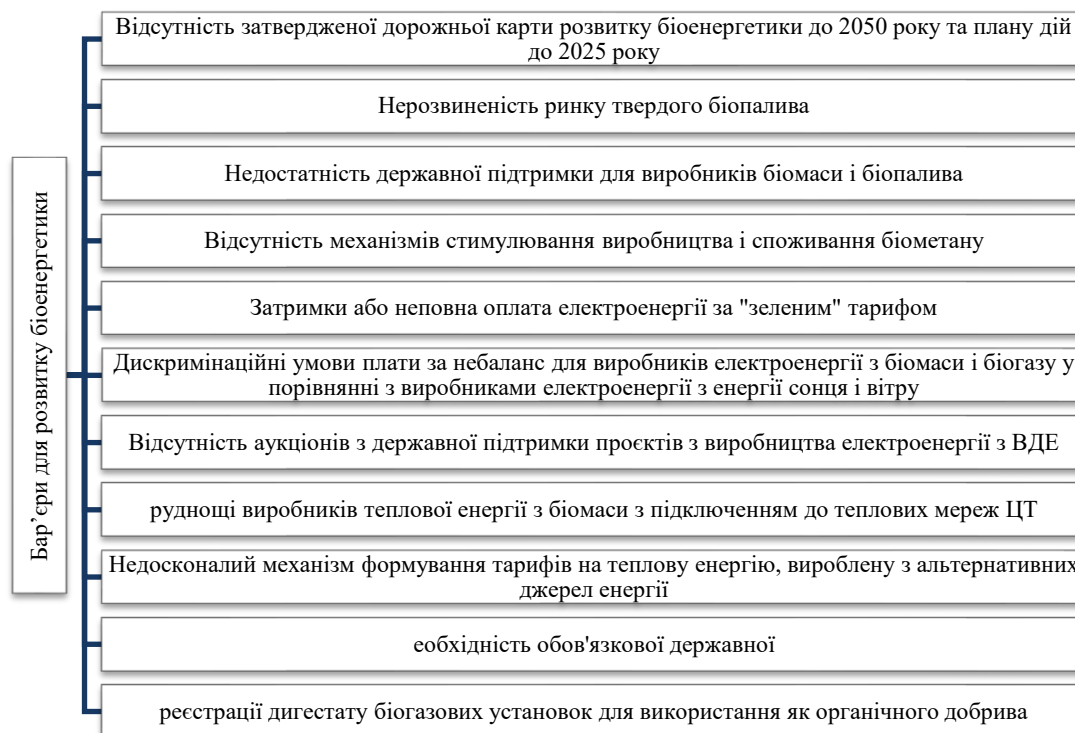 Бар’єри для розвитку біоенергетики
Відсутність затвердженої дорожньої карти розвитку біоенергетики до 2050 року та плану дій
до 2025 року
Нерозвиненість ринку твердого біопалива
Недостатність державної підтримки для виробників біомаси і біопалива
Відсутність механізмів стимулювання виробництва і споживання біометану
Затримки або неповна оплата електроенергії за "зеленим" тарифом
Дискримінаційні умови плати за небаланс для виробників електроенергії з біомаси і біогазу у
порівнянні з виробниками електроенергії з енергії сонця і вітру
Відсутність аукціонів з державної підтримки проєктів з виробництва електроенергії з ВДЕ
руднощі виробників теплової енергії з біомаси з підключенням до теплових мереж ЦТ
Недосконалий механізм формування тарифів на теплову енергію, вироблену з альтернативних
джерел енергії
еобхідність обов'язкової державної
реєстрації дигестату біогазових установок для використання як органічного добрива